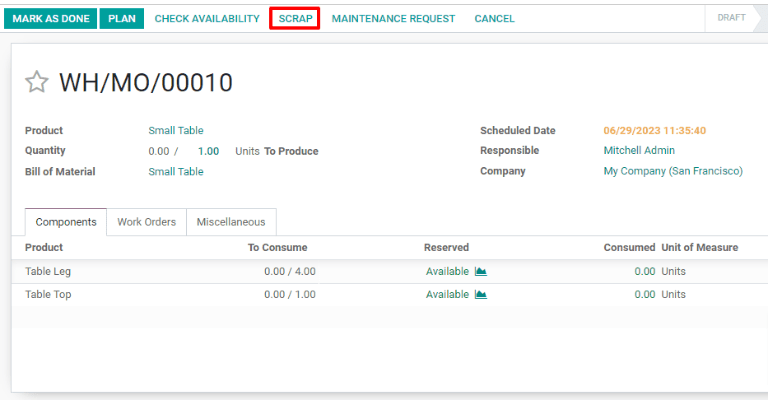 MARK AS DONE PLAN CHECK AVAILABILITY SCRAP MAINTENANCE REQUEST CANCEL DRAFT
WH/MO/00010
Product Small Table Scheduled Date 06/29/2023 11:35:40
Quantity 0.00 / 1.00 Units To Produce Responsible Mitchell Admin
Bill of Material Small Table Company My Company (San Francisco)
Components Work Orders Miscellaneous
Product To Consume Reserved Consumed Unit of Measure
Table Leg 0.00 / 4.00 Available 0.00 Units
Table Top 0.00 / 1.00 Available 0.00 Units